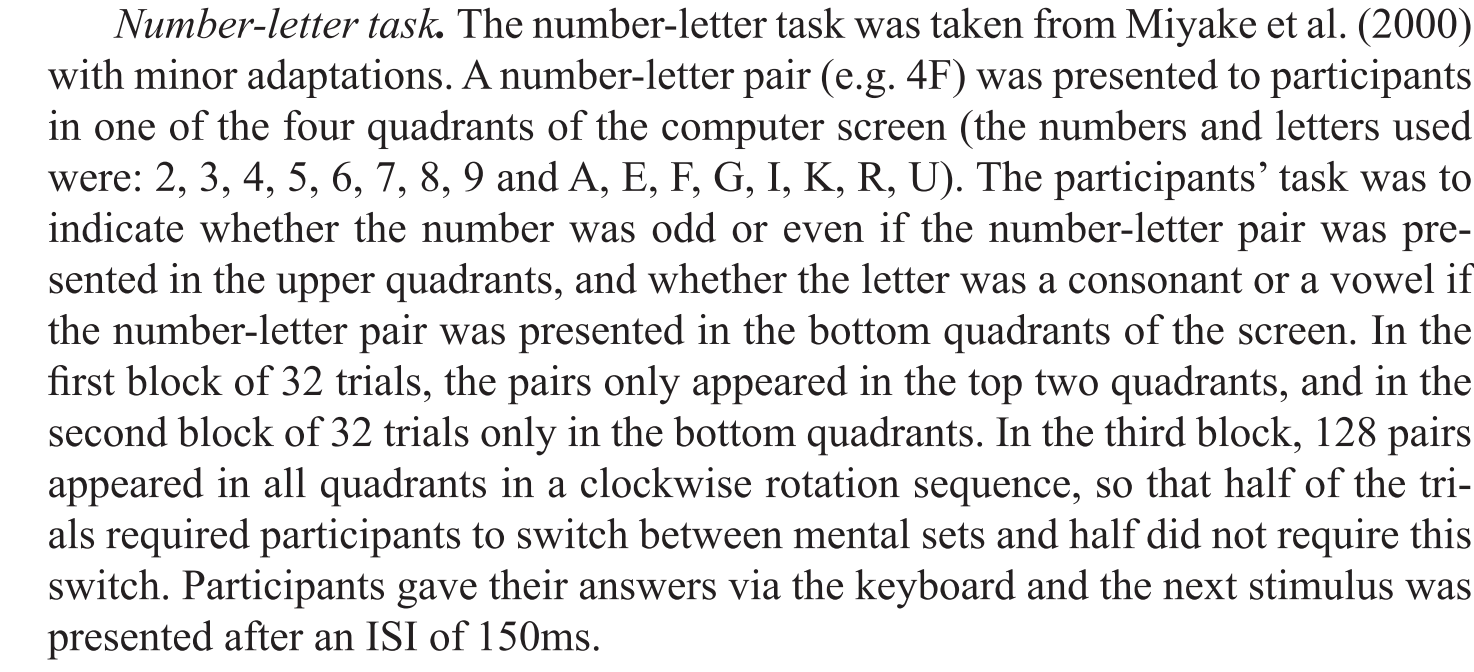 Number-letter task. The number-letter task was taken from Miyake et al. (2000)
with minor adaptations. A number-letter pair (e.g. 4F) was presented to participants
in one of the four quadrants of the computer screen (the numbers and letters used
were: 2, 3, 4, 5, 6, 7, 8, 9 and A, E, F, G, I, K, R, U). The participants’ task was to
indicate whether the number was odd or even if the number-letter pair was pre-
sented in the upper quadrants, and whether the letter was a consonant or a vowel if
the number-letter pair was presented in the bottom quadrants of the screen. In the
first block of 32 trials, the pairs only appeared in the top two quadrants, and in the
second block of 32 trials only in the bottom quadrants. In the third block, 128 pairs
appeared in all quadrants in a clockwise rotation sequence, so that half of the tri-
als required participants to switch between mental sets and half did not require this
switch. Participants gave their answers via the keyboard and the next stimulus was
presented after an ISI of 150ms.